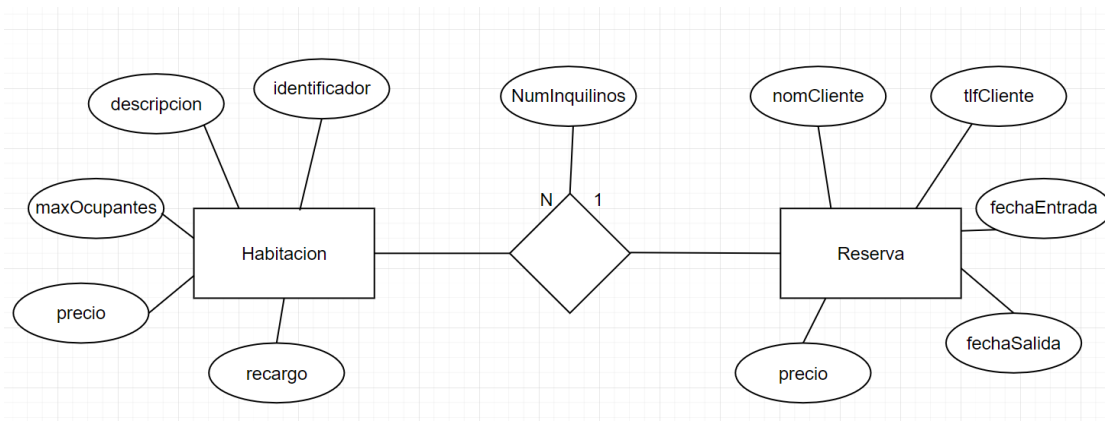 identificador
descripcion
NumInquilinos
nomCliente
tlfCliente
maxOcupantes
N
1
fechaEntrada
Habitacion
Reserva
precio
fechaSalida
recargo
precio